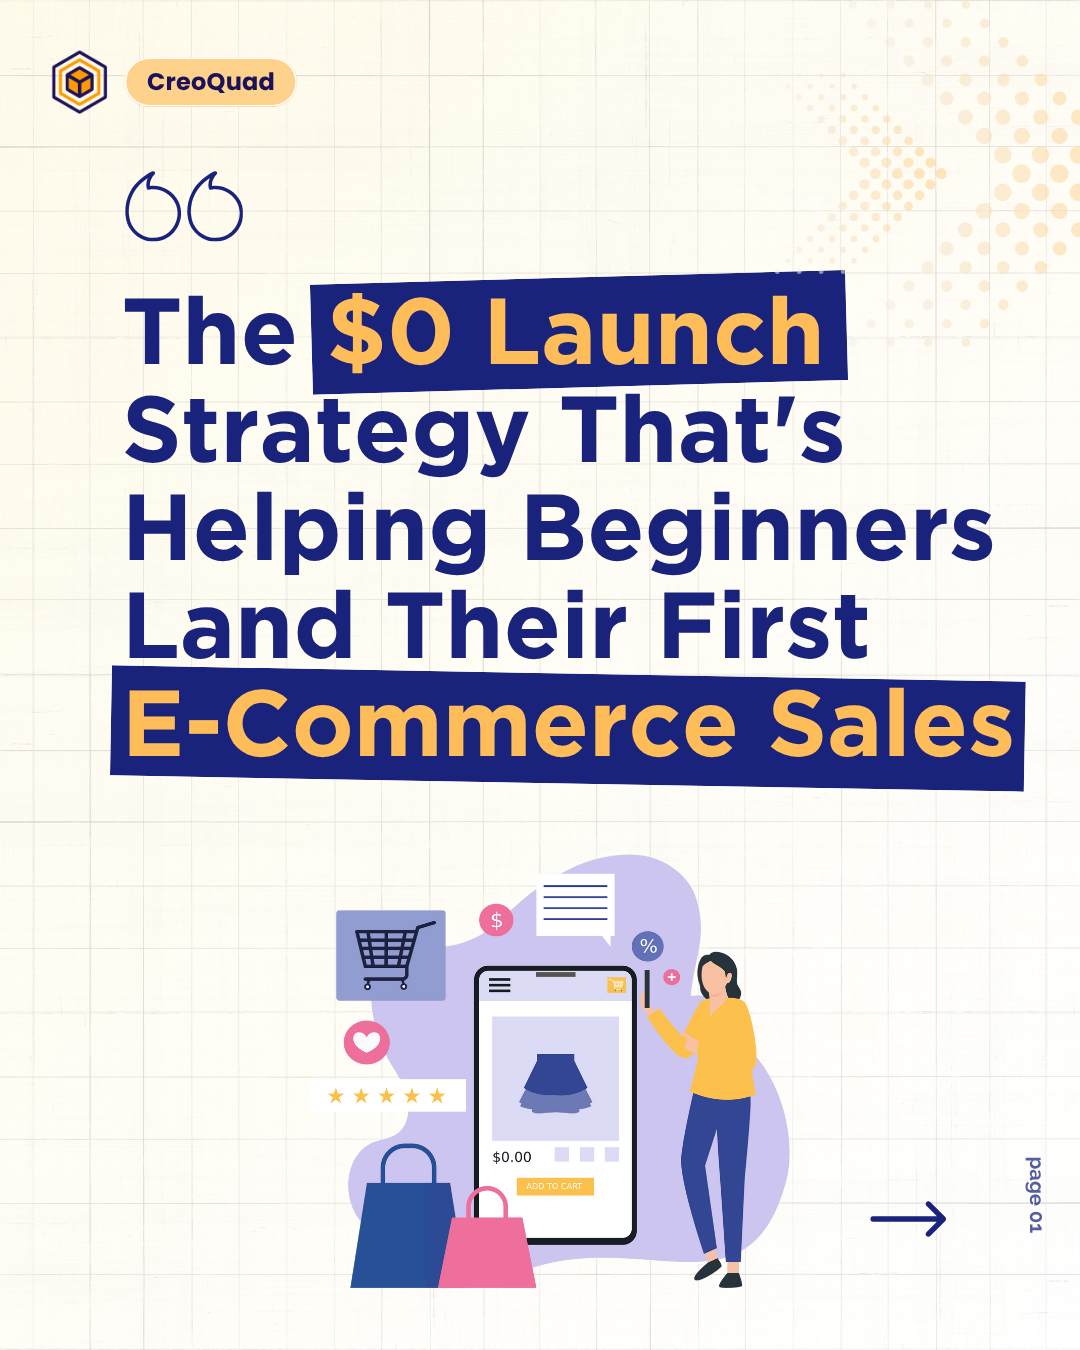 CreoQuad
The $0 Launch
Strategy That's
Helping Beginners
Land Their First
E-Commerce Sales
$
%
+
$0.00
ADD TO CART
page 01